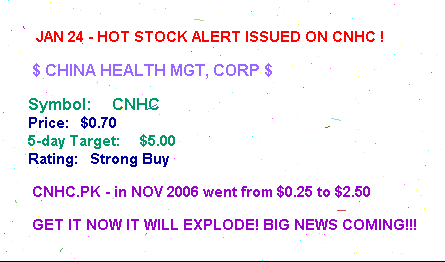 JAN 24 - HOT STOCK ALERT ISSUED ON CNHC !
$ CHINA HEALTH MGT, CORP $
Symbol: CNHC
Price: $0.70
5-day Target: $5.00
Rating: Strong Buy
CNHC.PK - in NOV 2006 went from $0.25 to $2.50
GET IT NOW IT WILL EXPLODE! BIG NEWS COMING!!!